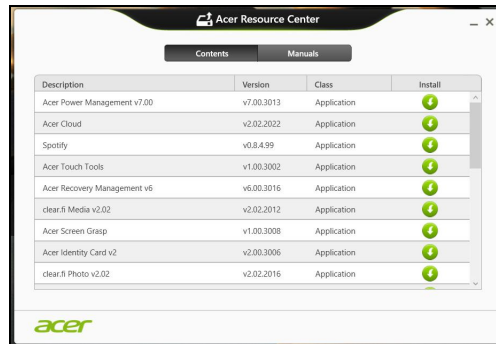 Acer Resource Center
Contents Manuals
Description Version Class Install
Acer Power Management v7.00 v7.00.3013 Application
Acer Cloud v2.02.2022 Application
Spotify v0.8.4.99 Application
Acer Touch Tools v1.00.3002 Application
Acer Recovery Management v6 v6.00.3016 Application
clear.fi Media v2.02 v2.02.2012 Application
Acer Screen Grasp v1.00.3008 Application
Acer Identity Card v2 v2.00.3006 Application
clear.fi Photo v2.02 v2.02.2016 Application
acer